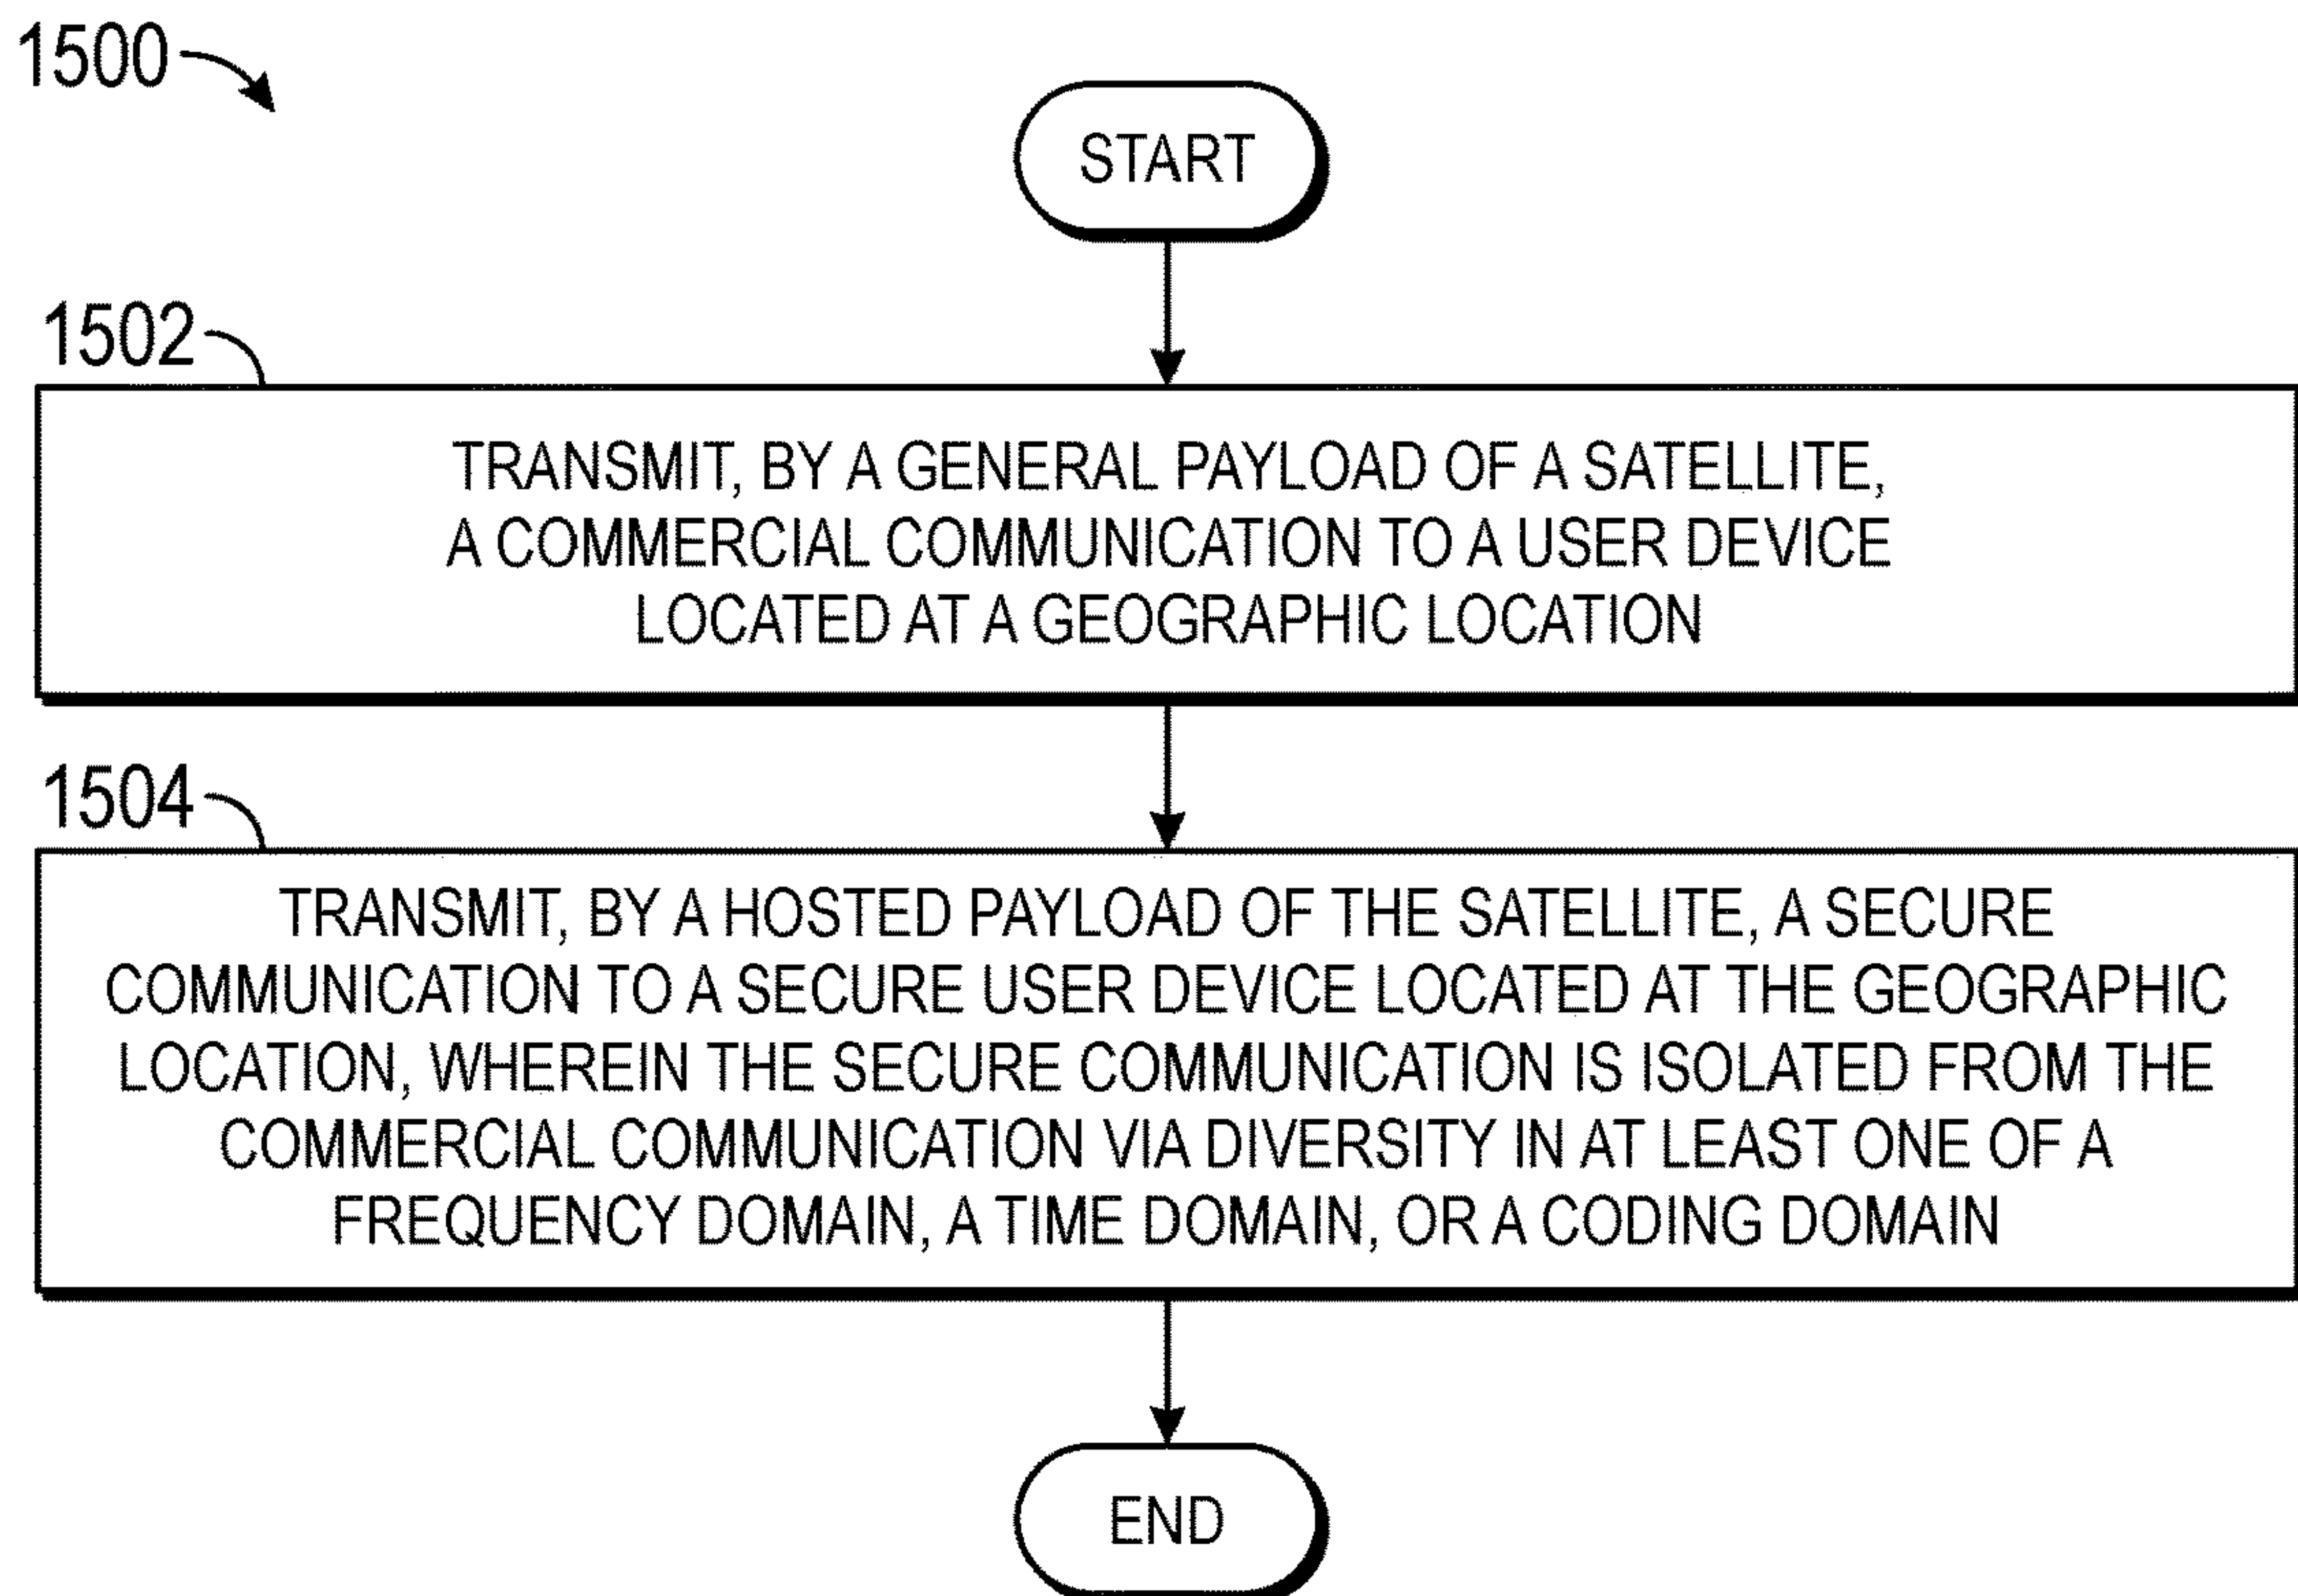 1500
START
1502
TRANSMIT, BY A GENERAL PAYLOAD OF A SATELLITE,
A COMMERCIAL COMMUNICATION TO A USER DEVICE
LOCATED AT A GEOGRAPHIC LOCATION
1504
TRANSMIT, BY A HOSTED PAYLOAD OF THE SATELLITE, A SECURE
COMMUNICATION TO A SECURE USER DEVICE LOCATED AT THE GEOGRAPHIC
LOCATION, WHEREIN THE SECURE COMMUNICATION IS ISOLATED FROM THE
COMMERCIAL COMMUNICATION VIA DIVERSITY IN AT LEAST ONE OF A
FREQUENCY DOMAIN, A TIME DOMAIN, OR A CODING DOMAIN
END